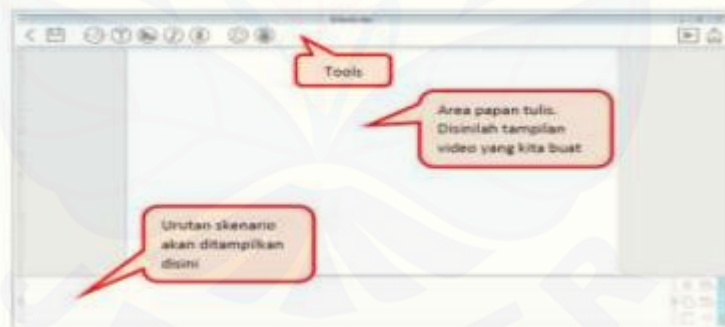 Tools
Area papan tulis.
Disinilah tampilan
video yang kita buat
Urutan skenario
akan ditampilkan
disini